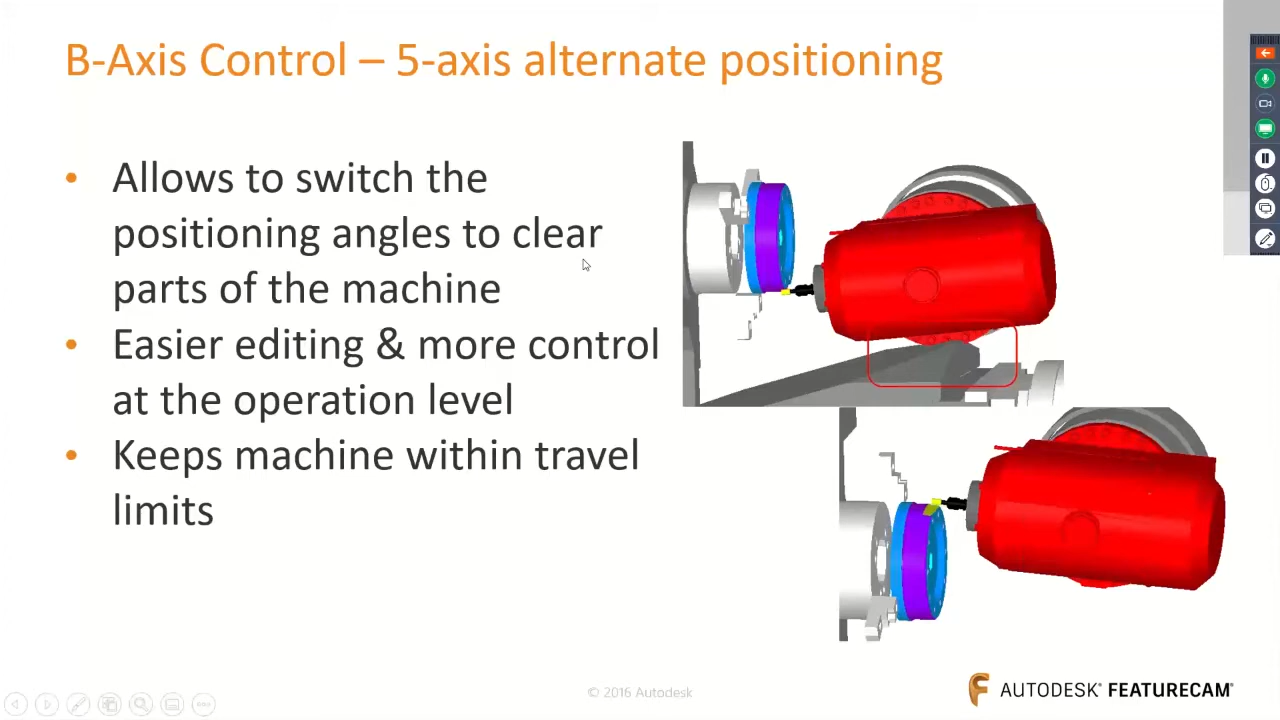 B-Axis Control – 5-axis alternate positioning
• Allows to switch the
positioning angles to clear
parts of the machine
• Easier editing & more control
at the operation level
• Keeps machine within travel
limits
© 2016 Autodesk
AUTODESK® FEATURECAM®